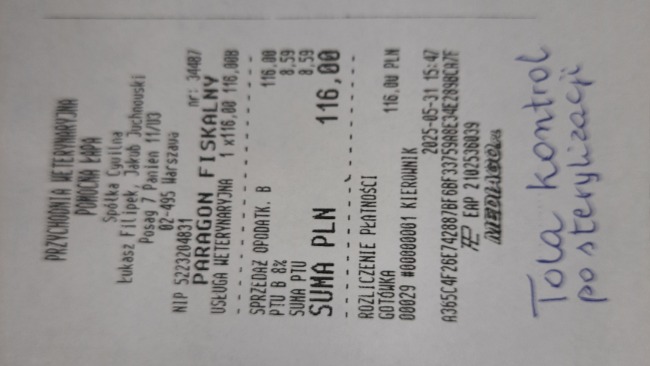 PRZYCHODNIA WETERYNARYJNA
POMOCNA ŁAPA
Spółka Cywilna
Łukasz Filipek, Jakub Juchnowski
Posag 7 Panien 11/U3
02-495 Warszawa
NIP 5223204831 nr: 34487
PARAGON FISKALNY
USŁUGA WETERYNARYJNA 1 x116,00 116,00B
SPRZEDAŻ OPODATK. B 116,00
PTU B 8% 8,59
SUMA PTU 8,59
SUMA PLN 116,00
ROZLICZENIE PŁATNOŚCI
GOTÓWKA 116,00 PLN
00029 #00000001 KIEROWNIK 2025-05-31 15:47
EAP 2102536039
Tola kontrol
po sterylizacji